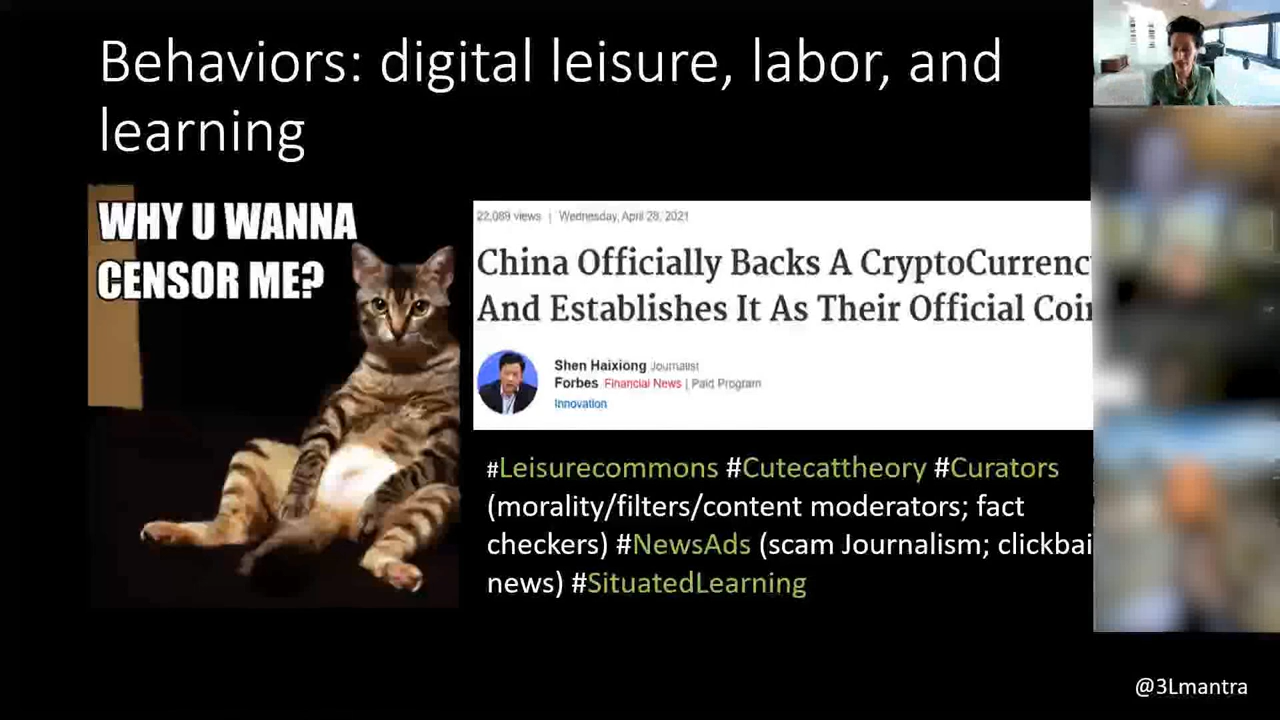 Behaviors: digital leisure, labor, and
learning
WHY U WANNA
CENSOR ME?
22,089 views | Wednesday, April 28, 2021
China Officially Backs A CryptoCurrenc
And Establishes It As Their Official Coi
Shen Haixiong Journalist
Forbes Financial News | Paid Program
Innovation
#Leisurecommons #Cutecattheory #Curators
(morality/filters/content moderators; fact
checkers) #NewsAds (scam Journalism; clickbai
news) #SituatedLearning
@3Lmantra